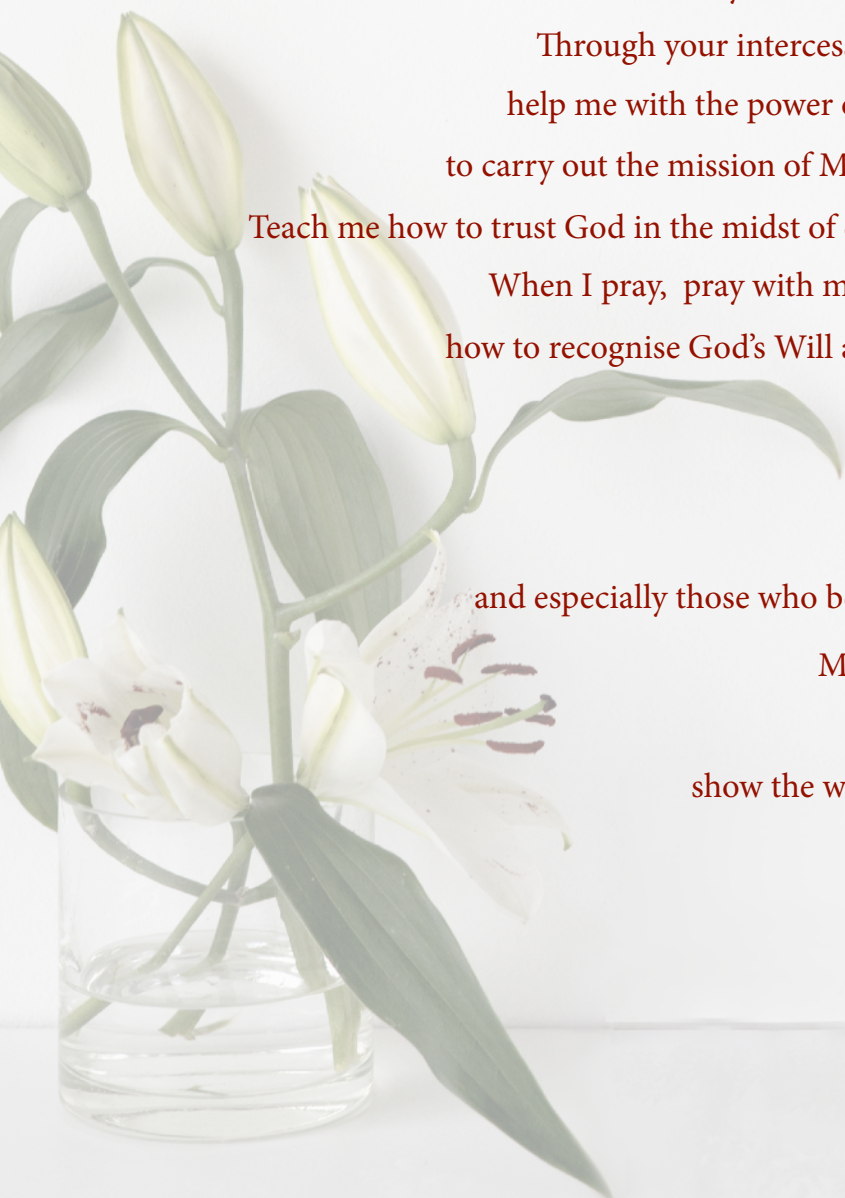 Through your
help me with the power
to carry out the mission of
Teach me how to trust God in the midst of
When I pray,  pray with
how to recognise God’s Will
and especially those who
show the